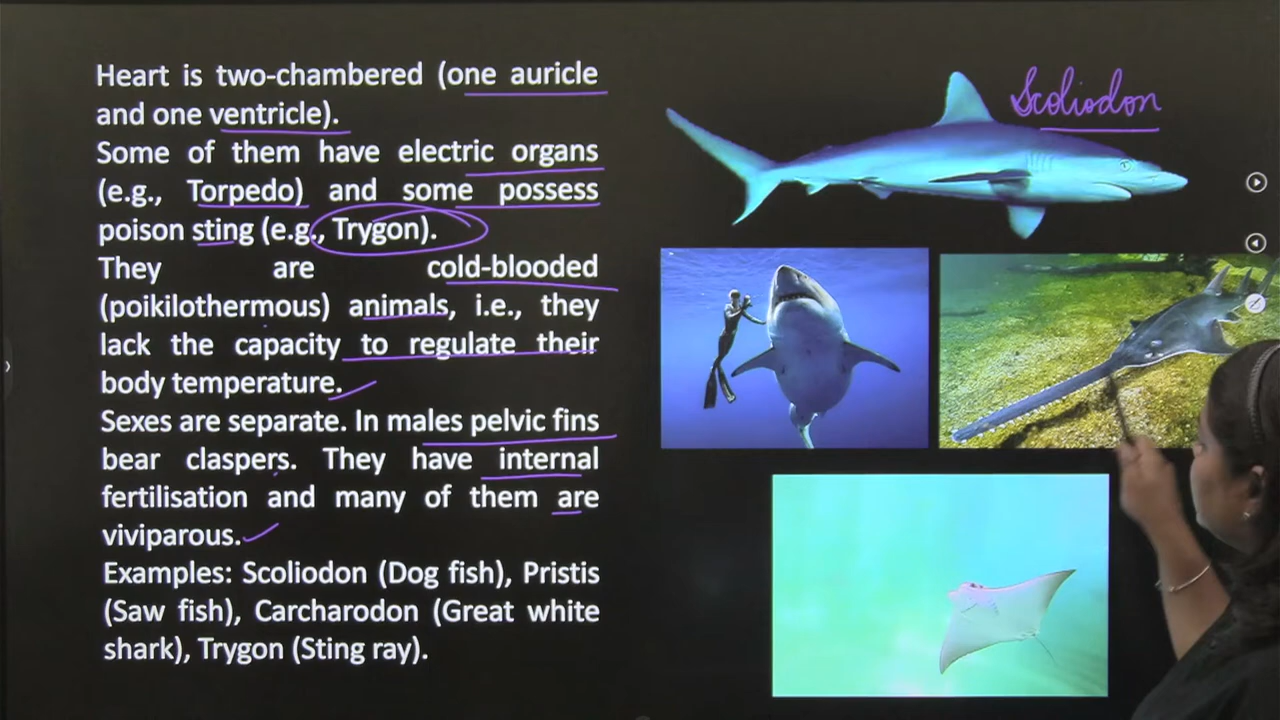 Heart is two-chambered (one auricle
and one ventricle).
Some of them have electric organs
(e.g., Torpedo) and some possess
poison sting (e.g., Trygon).
They are cold-blooded
(poikilothermous) animals, i.e., they
lack the capacity to regulate their
body temperature.
Sexes are separate. In males pelvic fins
bear claspers. They have internal
fertilisation and many of them are
viviparous.
Examples: Scoliodon (Dog fish), Pristis
(Saw fish), Carcharodon (Great white
shark), Trygon (Sting ray).
Scoliodon